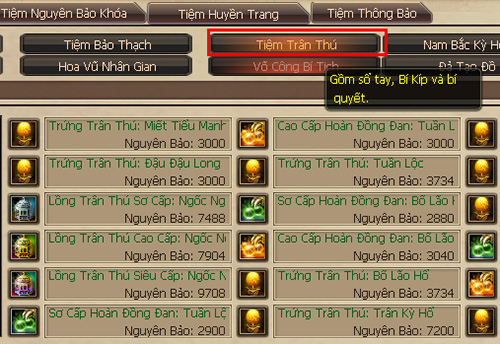 Tiệm Nguyên Bảo Khóa Tiệm Huyền Trang Tiệm Thông Bảo
Tiệm Bảo Thạch Tiệm Trân Thú Nam Bắc Kỳ
Hoa Vũ Nhân Gian Võ Công Bí Tịch Đả Tạo Đồ
Gồm sổ tay, Bí Kíp và bí
quyết.
Trứng Trân Thú: Miết Tiểu Manh Cao Cấp Hoàn Đồng Đan: Tuần L
Nguyên Bảo: 3000 Nguyên Bảo: 3000
Trứng Trân Thú: Đậu Đậu Long Trứng Trân Thú: Tuần Lộc
Nguyên Bảo: 3000 Nguyên Bảo: 3734
Lồng Trân Thú Sơ Cấp: Ngốc Ng Sơ Cấp Hoàn Đồng Đan: Bố Lão H
Nguyên Bảo: 7488 Nguyên Bảo: 2880
Lồng Trân Thú Cao Cấp: Ngốc N Cao Cấp Hoàn Đồng Đan: Bố Lão
Nguyên Bảo: 7904 Nguyên Bảo: 3040
Lồng Trân Thú Siêu Cấp: Ngốc N Trứng Trân Thú: Bố Lão Hổ
Nguyên Bảo: 9708 Nguyên Bảo: 3734
Sơ Cấp Hoàn Đồng Đan: Tuần Lộ Trứng Trân Thú: Trân Kỳ Hổ
Nguyên Bảo: 2900 Nguyên Bảo: 7200